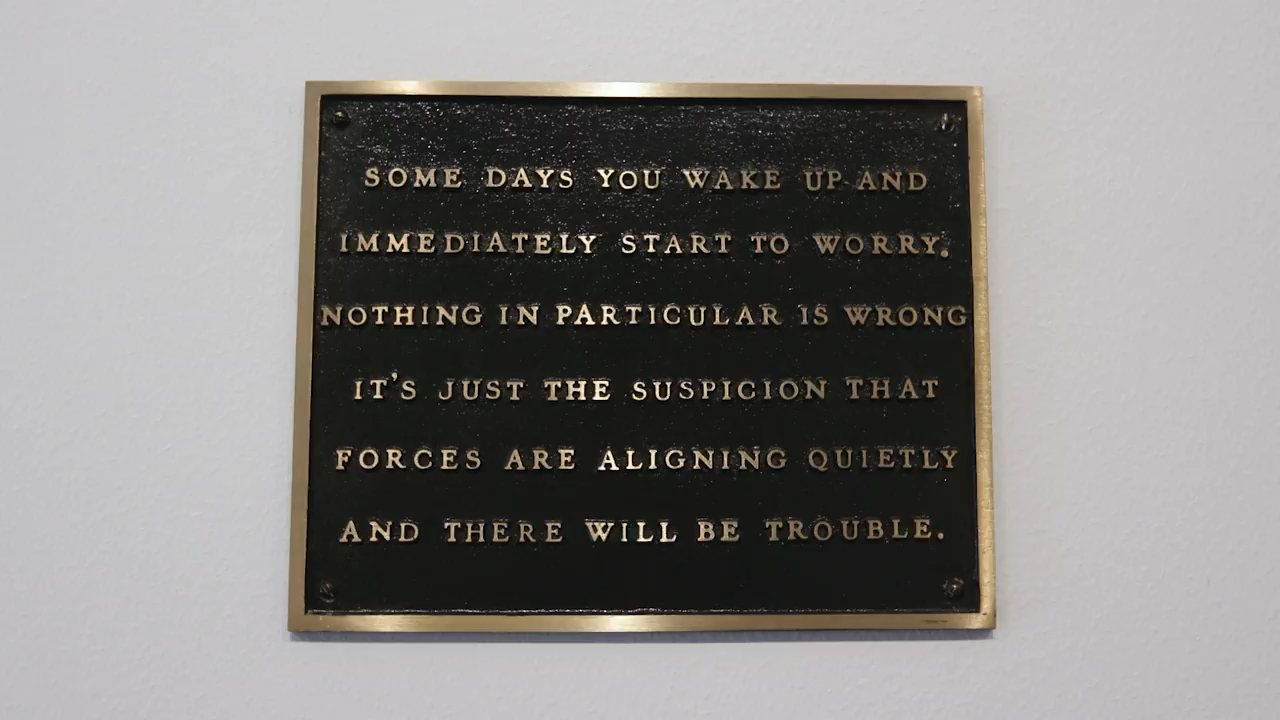 SOME DAYS YOU WAKE UP AND
IMMEDIATELY START TO WORRY.
NOTHING IN PARTICULAR IS WRONG
IT'S JUST THE SUSPICION THAT
FORCES ARE ALIGNING QUIETLY
AND THERE WILL BE TROUBLE.